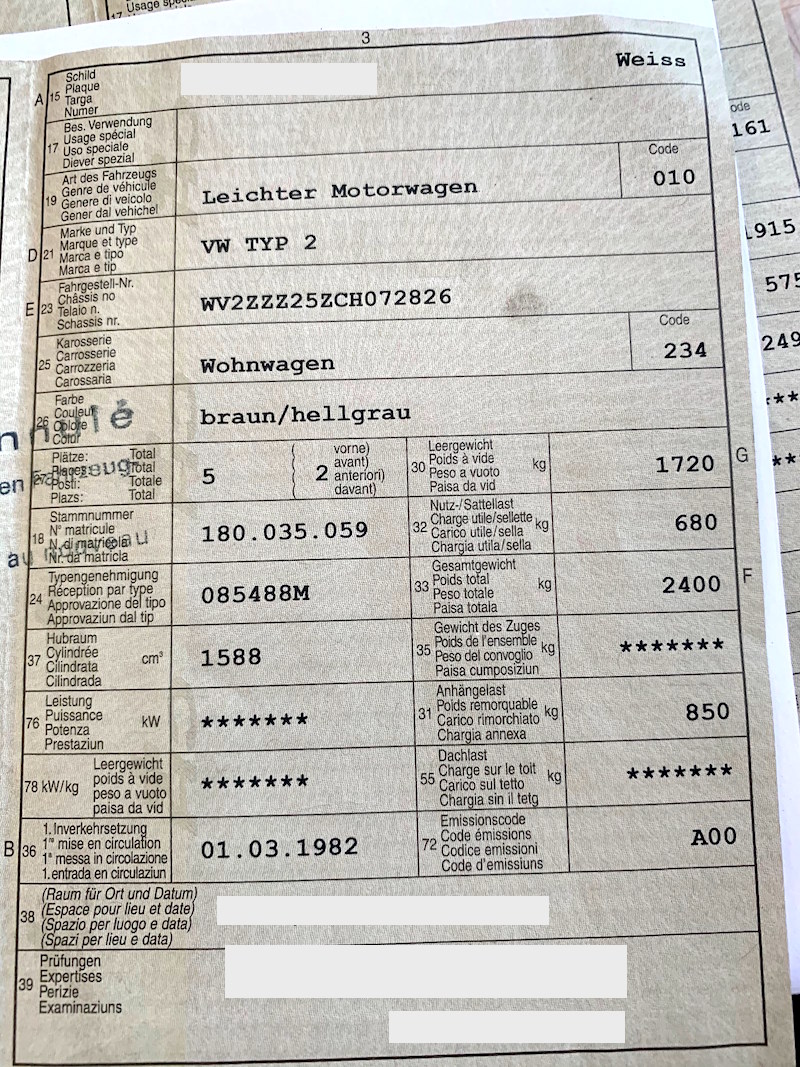 Usage spécial
3
A 15 Schild
Plaque
Targa
Numer
Weiss
17 Bes. Verwendung
Usage spécial
Uso speciale
Diever spezial
19 Art des Fahrzeugs
Genre de véhicule
Genere di veicolo
Gener dal vehichel
Leichter Motorwagen
Code
010
D 21 Marke und Typ
Marque et type
Marca e tipo
Marca e tip
VW TYP 2
E 23 Fahrgestell-Nr.
Châssis no
Telaio n.
Schassis nr.
WV2ZZZ25ZCH072826
25 Karosserie
Carrosserie
Carrozzeria
Carossaria
Wohnwagen
Code
234
26 Farbe
Couleur
Colore
Colur
braun/hellgrau
27 Plätze: Total
Places: Total
Posti: Totale
Plazs: Total
5
2
vorne)
avant)
anteriori)
davant)
30 Leergewicht
Poids à vide
Peso a vuoto
Paisa da vid
kg
1720
G
18 Stammnummer
N° matricule
N. di matricola
Nr. da matricla
180.035.059
32 Nutz-/Sattellast
Charge utile/sellette
Carico utile/sella
Chargia utila/sella
kg
680
24 Typengenehmigung
Réception par type
Approvazione del tipo
Approvaziun dal tip
085488M
33 Gesamtgewicht
Poids total
Peso totale
Paisa totala
kg
2400
F
37 Hubraum
Cylindrée
Cilindrata
Cilindrada
cm³
1588
35 Gewicht des Zuges
Poids de l'ensemble
Peso del convoglio
Paisa cumposiziun
kg
*******
76 Leistung
Puissance
Potenza
Prestaziun
kW
*******
31 Anhängelast
Poids remorquable
Carico rimorchiato
Chargia annexa
kg
850
78 kW/kg
Leergewicht
poids à vide
peso a vuoto
paisa da vid
*******
55 Dachlast
Charge sur le toit
Carico sul tetto
Chargia sin il tetg
kg
*******
B 36 1. Inverkehrsetzung
1re mise en circulation
1a messa in circolazione
1. entrada en circulaziun
01.03.1982
72 Emissionscode
Code émissions
Codice emissioni
Code d'emissiuns
A00
38 (Raum für Ort und Datum)
(Espace pour lieu et date)
(Spazio per luogo e data)
(Spazi per lieu e data)
39 Prüfungen
Expertises
Perizie
Examinaziuns
ode
161
1915
575
249
**
**